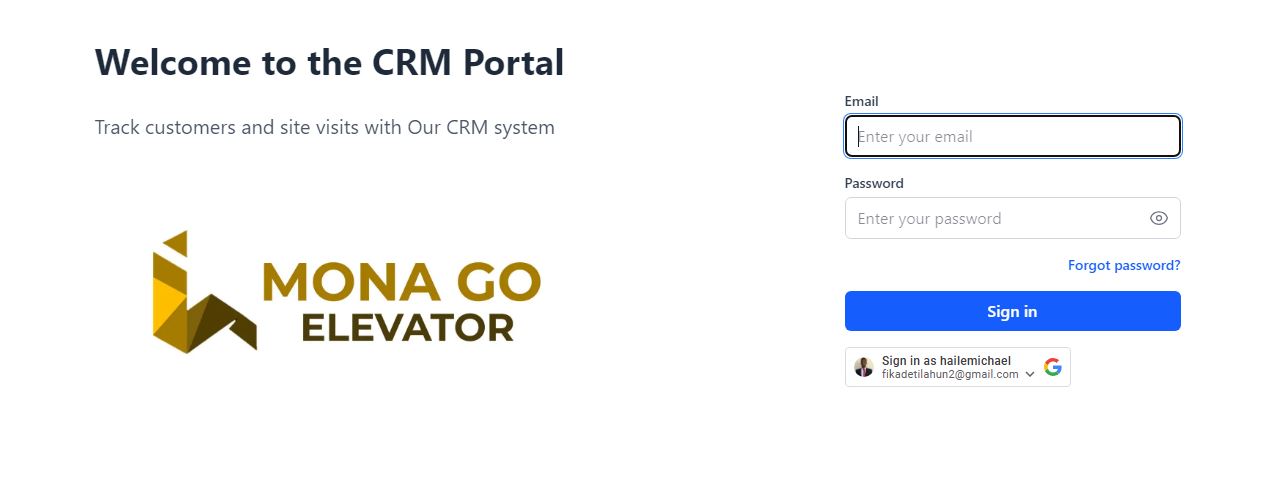 Welcome to the CRM Portal
Track customers and site visits with Our CRM system
MONA GO
ELEVATOR
Email
Enter your email
Password
Enter your password
Forgot password?
Sign in
Sign in as hailemichael
fikadetilahun2@gmail.com